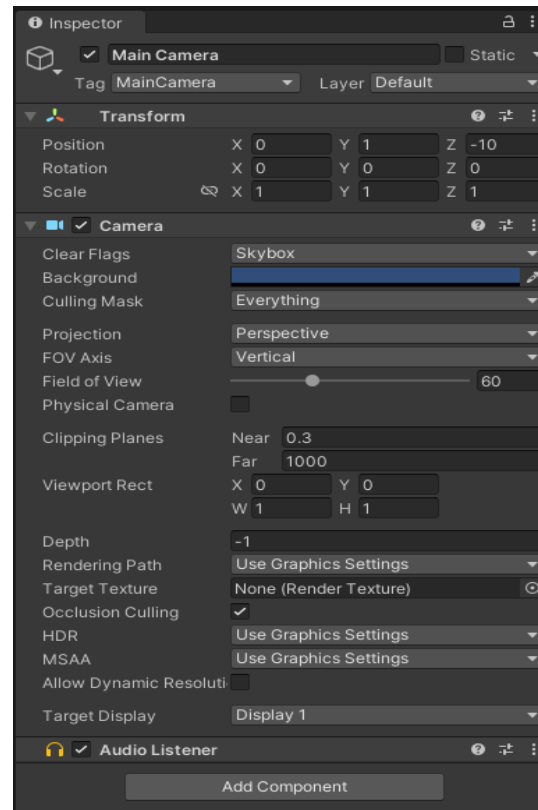 Inspector
Main Camera Static
Tag MainCamera Layer Default
Transform
Position X 0 Y 1 Z -10
Rotation X 0 Y 0 Z 0
Scale X 1 Y 1 Z 1
Camera
Clear Flags Skybox
Background
Culling Mask Everything
Projection Perspective
FOV Axis Vertical
Field of View 60
Physical Camera
Clipping Planes Near 0.3
Far 1000
Viewport Rect X 0 Y 0
W 1 H 1
Depth -1
Rendering Path Use Graphics Settings
Target Texture None (Render Texture)
Occlusion Culling
HDR Use Graphics Settings
MSAA Use Graphics Settings
Allow Dynamic Resoluti
Target Display Display 1
Audio Listener
Add Component